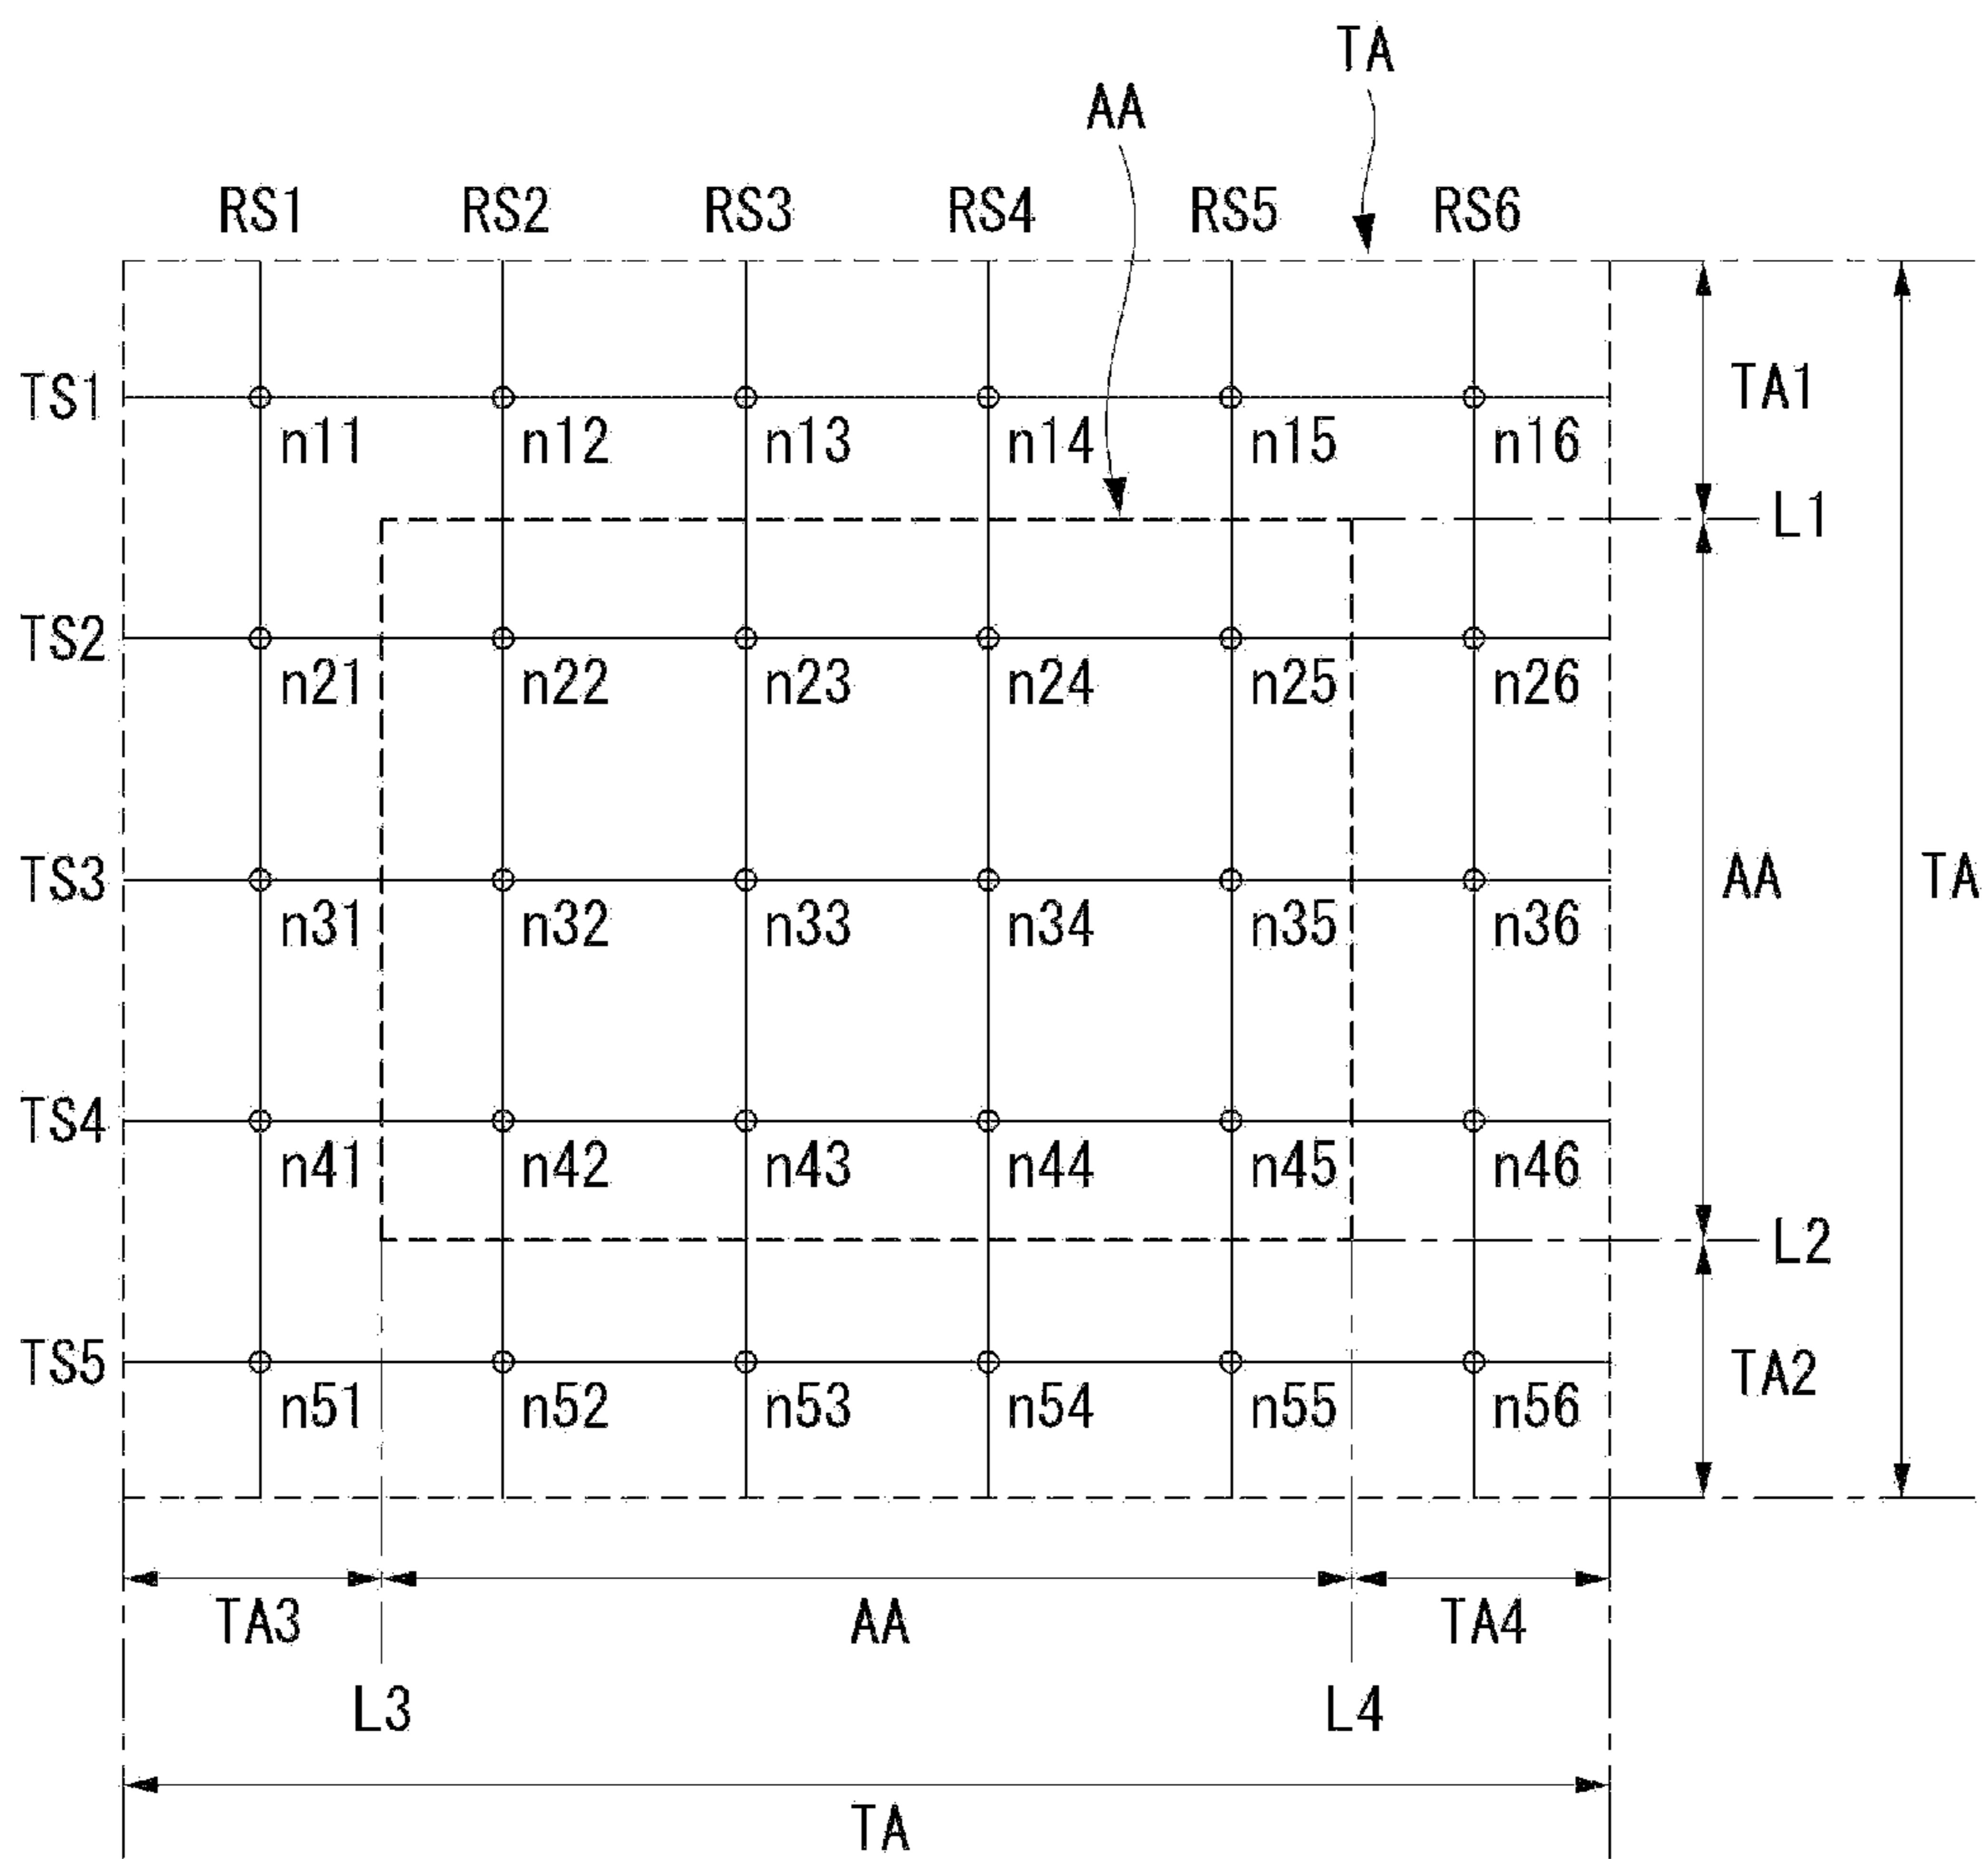 TA
AA
RS1 RS2 RS3 RS4 RS5 RS6
TS1 TA1
n11 n12 n13 n14 n15 n16
L1
TS2
n21 n22 n23 n24 n25 n26
TS3 AA TA
n31 n32 n33 n34 n35 n36
TS4
n41 n42 n43 n44 n45 n46
L2
TS5 TA2
n51 n52 n53 n54 n55 n56
TA3 AA TA4
L3 L4
TA